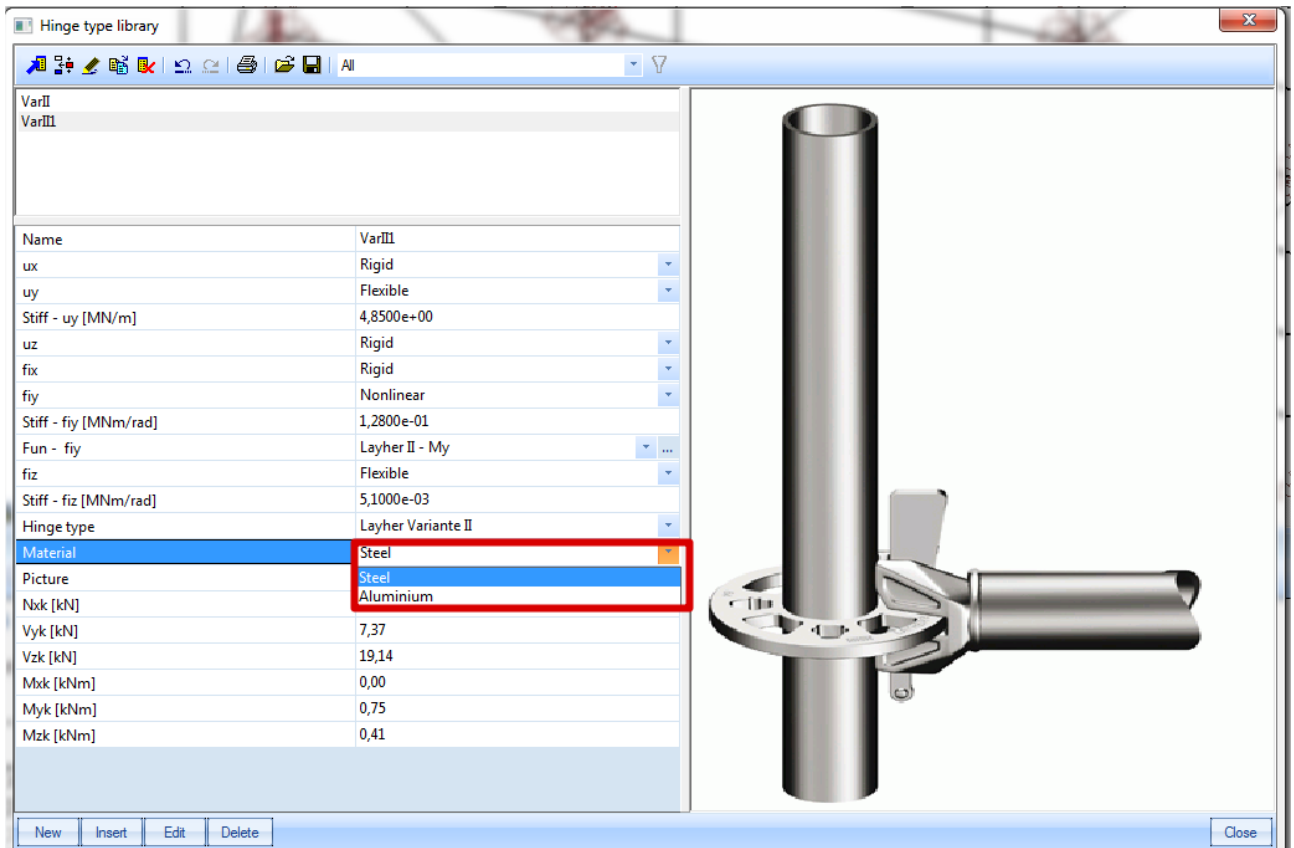 Hinge type library
All
VarII
VarII1
Name VarII1
ux Rigid
uy Flexible
Stiff - uy [MN/m] 4,8500e+00
uz Rigid
fix Rigid
fiy Nonlinear
Stiff - fiy [MNm/rad] 1,2800e-01
Fun - fiy Layher II - My ...
fiz Flexible
Stiff - fiz [MNm/rad] 5,1000e-03
Hinge type Layher Variante II
Material Steel
Picture Steel
Nxk [kN] Aluminium
Vyk [kN] 7,37
Vzk [kN] 19,14
Mxk [kNm] 0,00
Myk [kNm] 0,75
Mzk [kNm] 0,41
New Insert Edit Delete Close